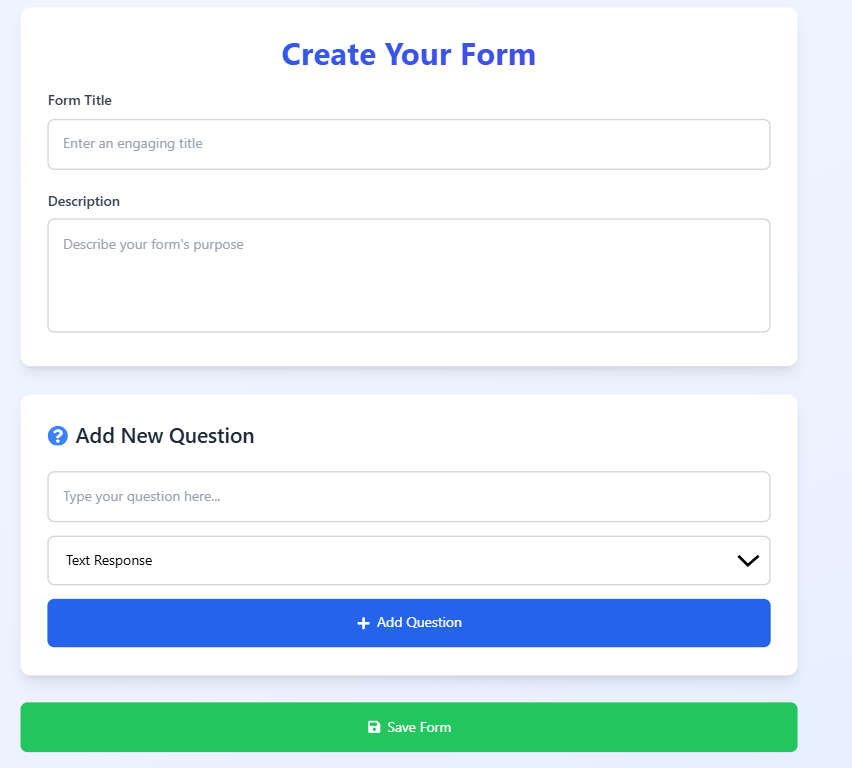 Create Your Form
Form Title
Enter an engaging title
Description
Describe your form's purpose
Add New Question
Type your question here...
Text Response
Add Question
Save Form